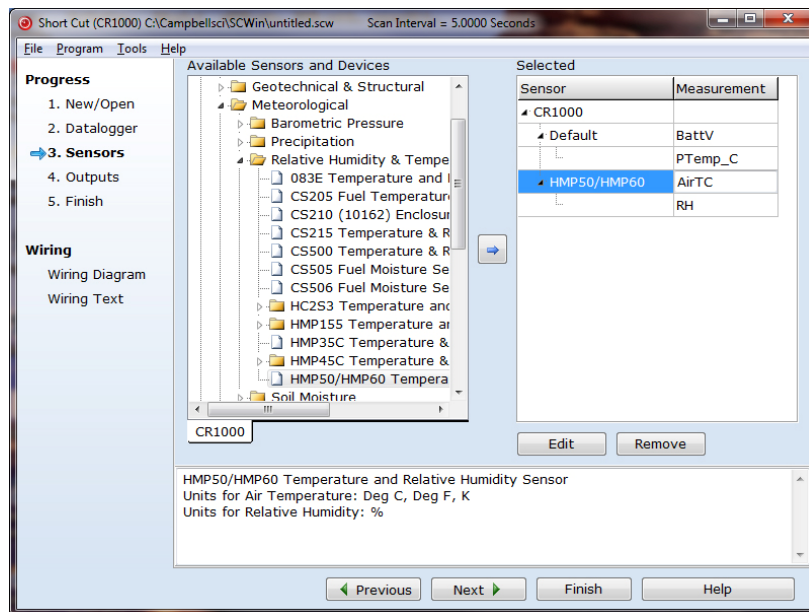 Short Cut (CR1000) C:\Campbellsci\SCWin\untitled.scw Scan Interval = 5.0000 Seconds
File Program Tools Help
Progress
1. New/Open
2. Datalogger
3. Sensors
4. Outputs
5. Finish
Wiring
Wiring Diagram
Wiring Text
Available Sensors and Devices
Geotechnical & Structural
Meteorological
Barometric Pressure
Precipitation
Relative Humidity & Tempe
083E Temperature and
CS205 Fuel Temperature
CS210 (10162) Enclosur
CS215 Temperature & R
CS500 Temperature & R
CS505 Fuel Moisture Se
CS506 Fuel Moisture Se
HC2S3 Temperature and
HMP155 Temperature an
HMP35C Temperature &
HMP45C Temperature &
HMP50/HMP60 Tempera
Soil Moisture
CR1000
Selected
Sensor Measurement
CR1000
Default BattV
PTemp_C
HMP50/HMP60 AirTC
RH
Edit Remove
HMP50/HMP60 Temperature and Relative Humidity Sensor
Units for Air Temperature: Deg C, Deg F, K
Units for Relative Humidity: %
Previous Next Finish Help